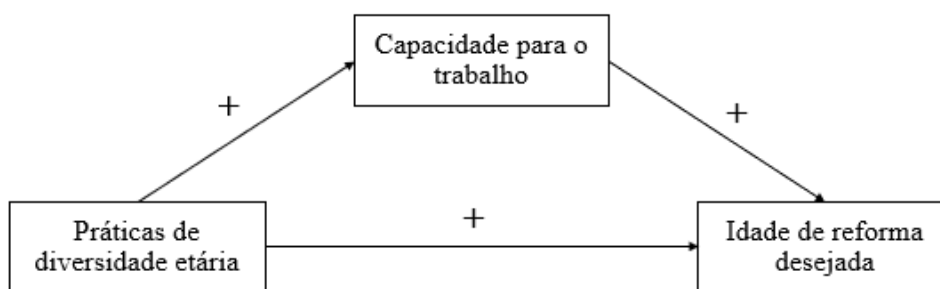 Capacidade para o
trabalho
+
+
Práticas de
diversidade etária
+
Idade de reforma
desejada